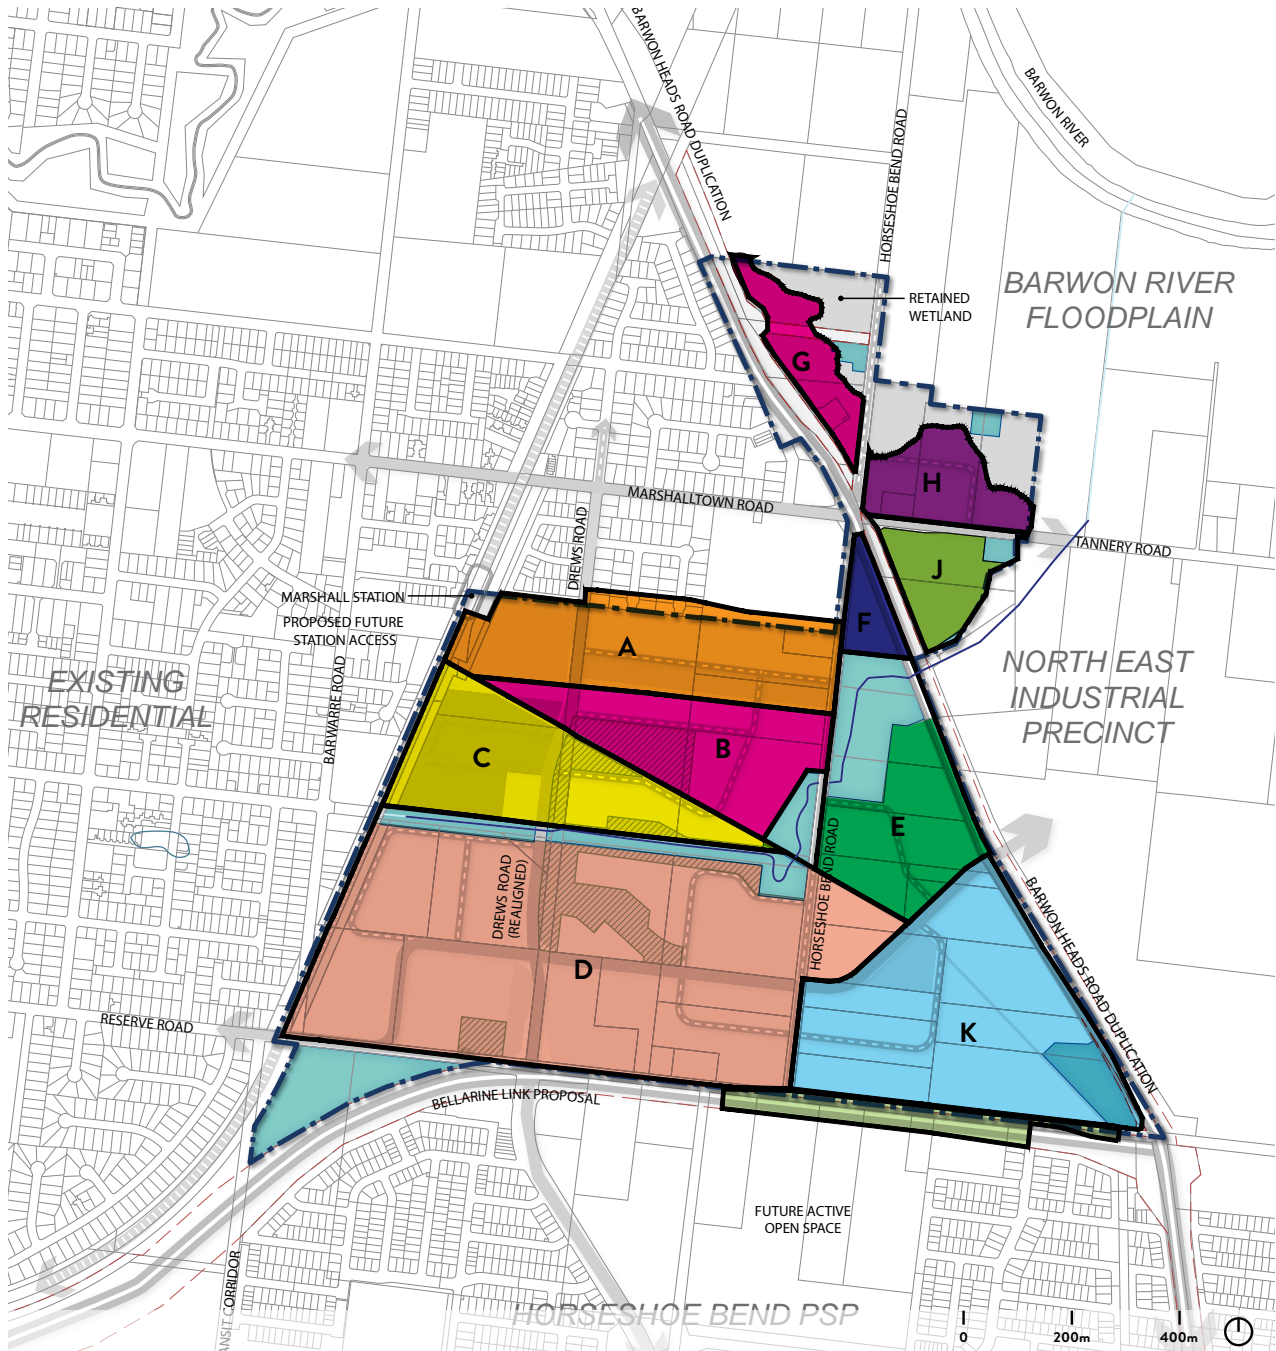 BARWON HEADS ROAD DUPLICATION
HORSESHOE BEND ROAD
BARWON RIVER
BARWON RIVER
FLOODPLAIN
RETAINED
WETLAND
G
H
MARSHALLTOWN ROAD
TANNERY ROAD
J
DREWS ROAD
MARSHALL STATION
PROPOSED FUTURE
STATION ACCESS
F
A
EXISTING
RESIDENTIAL
BARWARRE ROAD
NORTH EAST
INDUSTRIAL
PRECINCT
B
C
E
HORSESHOE BEND ROAD
DREWS ROAD
(REALIGNED)
D
K
BARWON HEADS ROAD DUPLICATION
RESERVE ROAD
BELLARINE LINK PROPOSAL
FUTURE ACTIVE
OPEN SPACE
ANSIT CORRIDOR
HORSESHOE BEND PSP
0
200m
400m